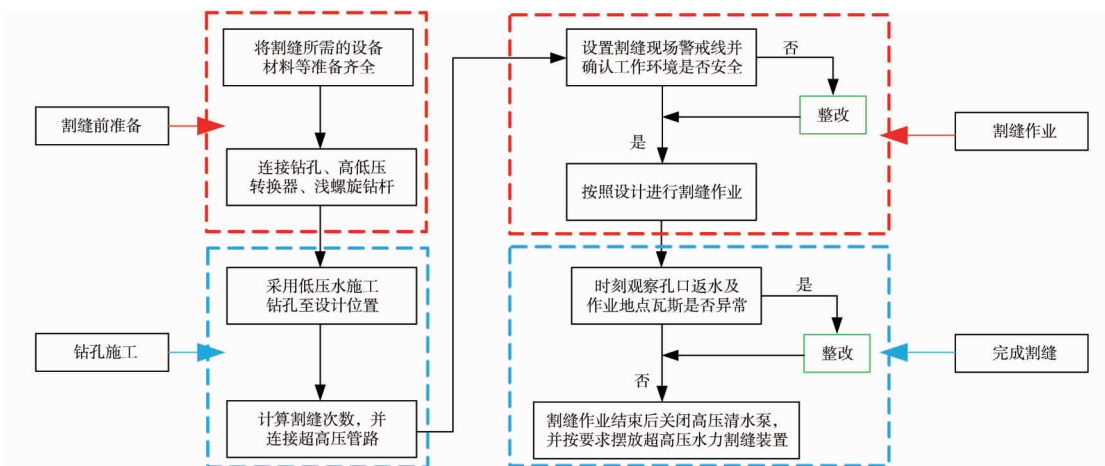 割缝前准备
将割缝所需的设备
材料等准备齐全
连接钻孔、高低压
转换器、浅螺旋钻杆
钻孔施工
采用低压水施工
钻孔至设计位置
计算割缝次数，并
连接超高压管路
设置割缝现场警戒线并
确认工作环境是否安全
否
整改
是
按照设计进行割缝作业
割缝作业
时刻观察孔口返水及
作业地点瓦斯是否异常
是
整改
否
割缝作业结束后关闭高压清水泵，
并按要求摆放超高压水力割缝装置
完成割缝